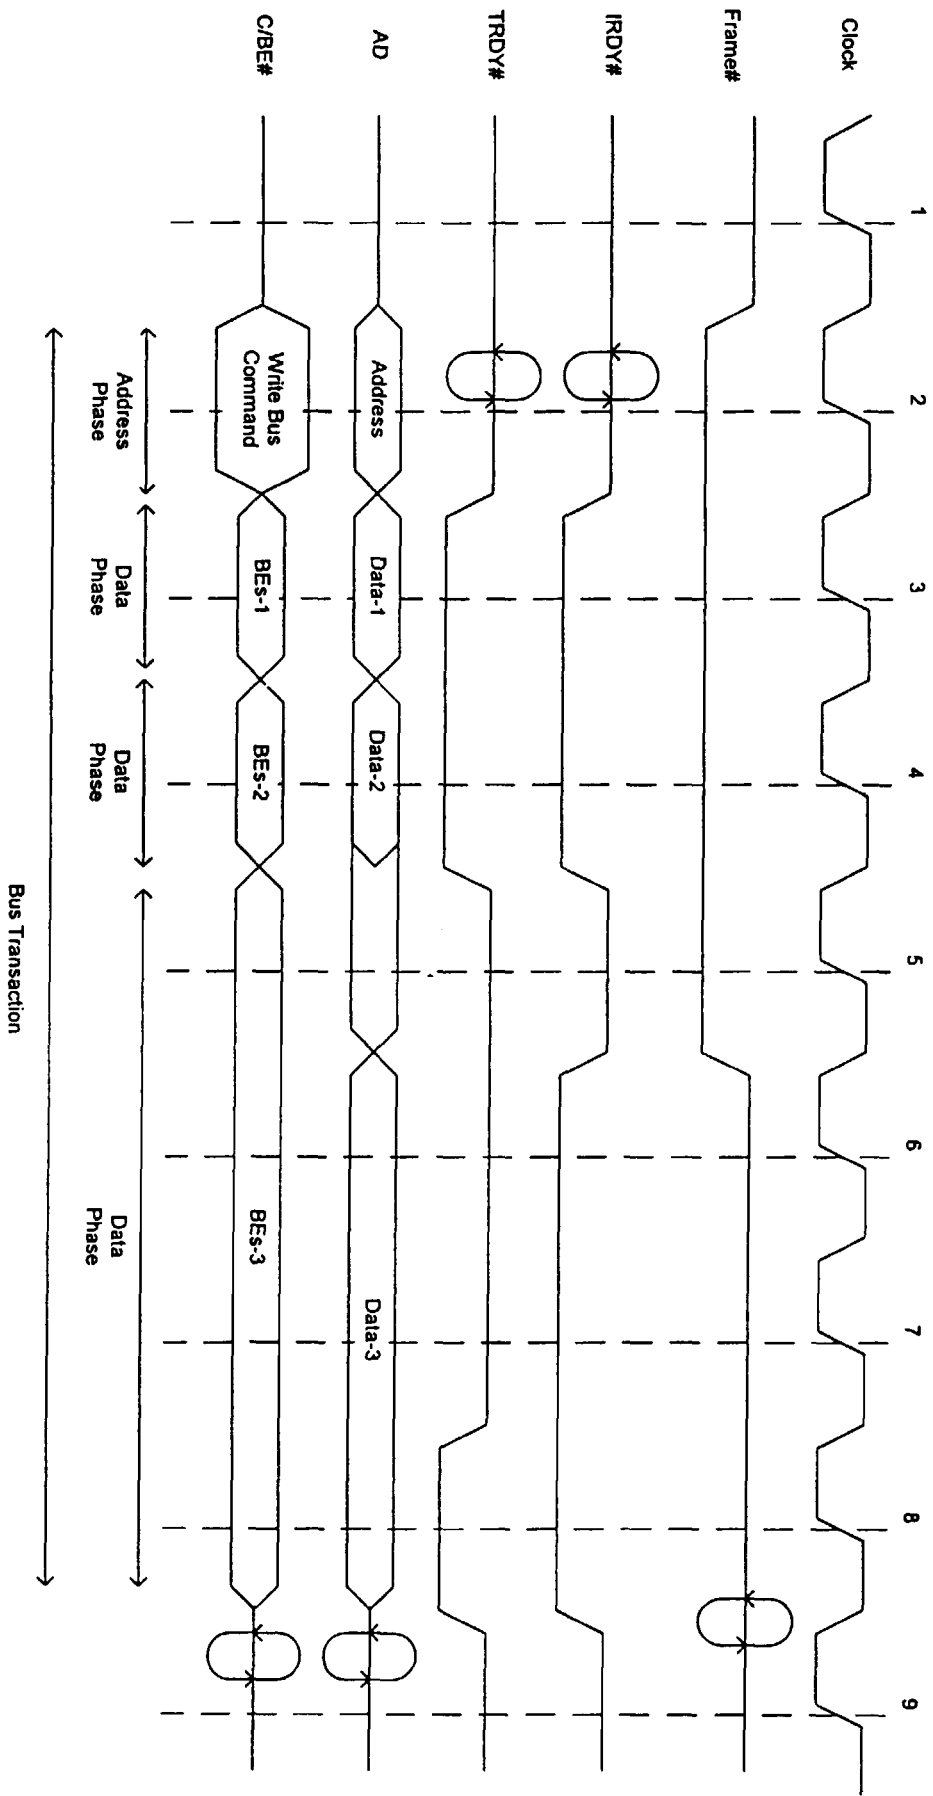 1 2 3 4 5 6 7 8 9
Clock
Frame#
IRDY#
TRDY#
AD
Address
Data-1
Data-2
Data-3
C/BE#
Write Bus
Command
BEs-1
BEs-2
BEs-3
Address
Phase
Data
Phase
Data
Phase
Data
Phase
Bus Transaction